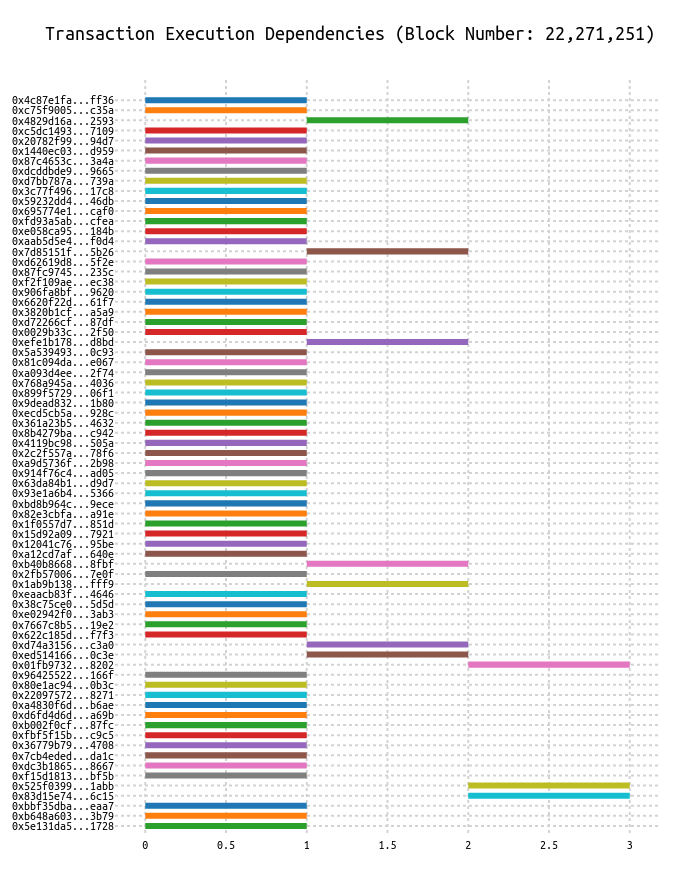 Transaction Execution Dependencies (Block Number: 22,271,251)
0x4c87e1fa...ff36
0xc75f9005...c35a
0x4829d16a...2593
0xc5dc1493...7109
0x20782f99...94d7
0x1440ec03...d959
0x87c4653c...3a4a
0xdcddbde9...9665
0xd7bb787a...739a
0x3c77f496...17c8
0x59232dd4...46db
0x695774e1...caf0
0xfd93a5ab...cfea
0xe058ca95...184b
0xaab5d5e4...f0d4
0x7d85151f...5b26
0xd62619d8...5f2e
0x87fc9745...235c
0xf2f109ae...ec38
0x906fa8bf...9620
0x6620f22d...61f7
0x3820b1cf...a5a9
0xd72266cf...87df
0x0029b33c...2f50
0xefe1b178...d8bd
0x5a539493...0c93
0x81c094da...e067
0xa093d4ee...2f74
0x768a945a...4036
0x899f5729...06f1
0x9dead832...1b80
0xecd5cb5a...928c
0x361a23b5...4632
0x8b4279ba...c942
0x4119bc98...505a
0x2c2f557a...78f6
0xa9d5736f...2b98
0x914f76c4...ad05
0x63da84b1...d9d7
0x93e1a6b4...5366
0xbd8b964c...9ece
0x82e3cbfa...a91e
0x1f0557d7...851d
0x15d92a09...7921
0x12041c76...95be
0xa12cd7af...640e
0xb40b8668...8fbf
0x2fb57006...7e0f
0x1ab9b138...fff9
0xeaacb83f...4646
0x38c75ce0...5d5d
0xe02942f0...3ab3
0x7667c8b5...19e2
0x622c185d...f7f3
0xd74a3156...c3a0
0xed514166...0c3e
0x01fb9732...8202
0x96425522...166f
0x80e1ac94...0b3c
0x22097572...8271
0xa4830f6d...b6ae
0xd6fd4d6d...a69b
0xb002f0cf...87fc
0xfbf5f15b...c9c5
0x36779b79...4708
0x7cb4eded...da1c
0xdc3b1865...8667
0xf15d1813...bf5b
0x525f0399...1abb
0x83d15e74...6c15
0xbbf35dba...eaa7
0xb648a603...3b79
0x5e131da5...1728
0 0.5 1 1.5 2 2.5 3